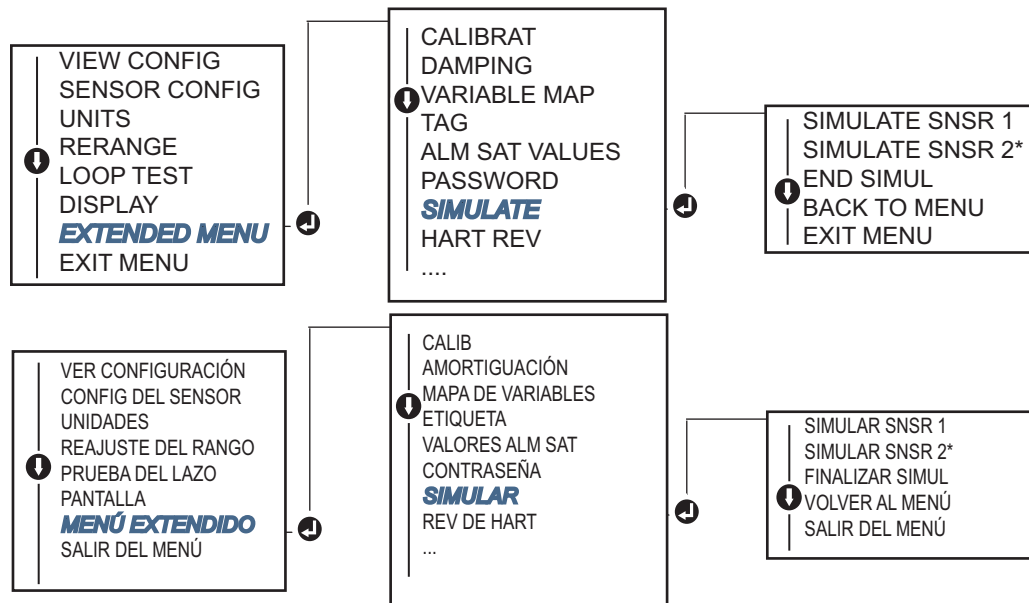 VIEW CONFIG
SENSOR CONFIG
UNITS
RERANGE
LOOP TEST
DISPLAY
EXTENDED MENU
EXIT MENU
CALIBRAT
DAMPING
VARIABLE MAP
TAG
ALM SAT VALUES
PASSWORD
SIMULATE
HART REV
....
SIMULATE SNSR 1
SIMULATE SNSR 2*
END SIMUL
BACK TO MENU
EXIT MENU
VER CONFIGURACIÓN
CONFIG DEL SENSOR
UNIDADES
REAJUSTE DEL RANGO
PRUEBA DEL LAZO
PANTALLA
MENÚ EXTENDIDO
SALIR DEL MENÚ
CALIB
AMORTIGUACIÓN
MAPA DE VARIABLES
ETIQUETA
VALORES ALM SAT
CONTRASEÑA
SIMULAR
REV DE HART
...
SIMULAR SNSR 1
SIMULAR SNSR 2*
FINALIZAR SIMUL
VOLVER AL MENÚ
SALIR DEL MENÚ